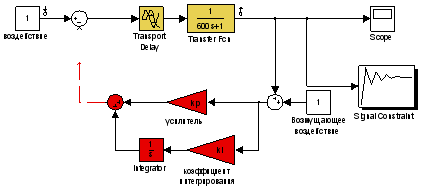 1
воздействие
Transport
Delay
1
600s+1
Transfer Fcn
Scope
Signal Constraint
kp
усилитель
1
Возмущающее
воздействие
1
s
Integrator
ki
коэффициент
интегрирования